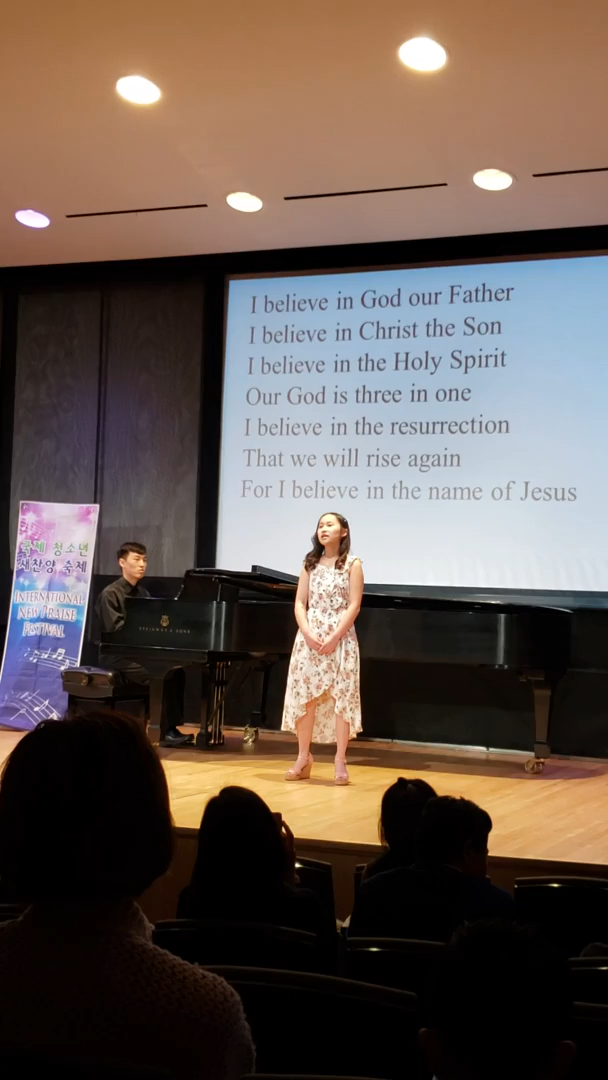 I believe in God our Father
I believe in Christ the Son
I believe in the Holy Spirit
Our God is three in one
I believe in the resurrection
That we will rise again
For I believe in the name of Jesus
국제 청소년
새찬양 축제
INTERNATIONAL
NEW PRAISE
FESTIVAL
STEINWAY & SONS